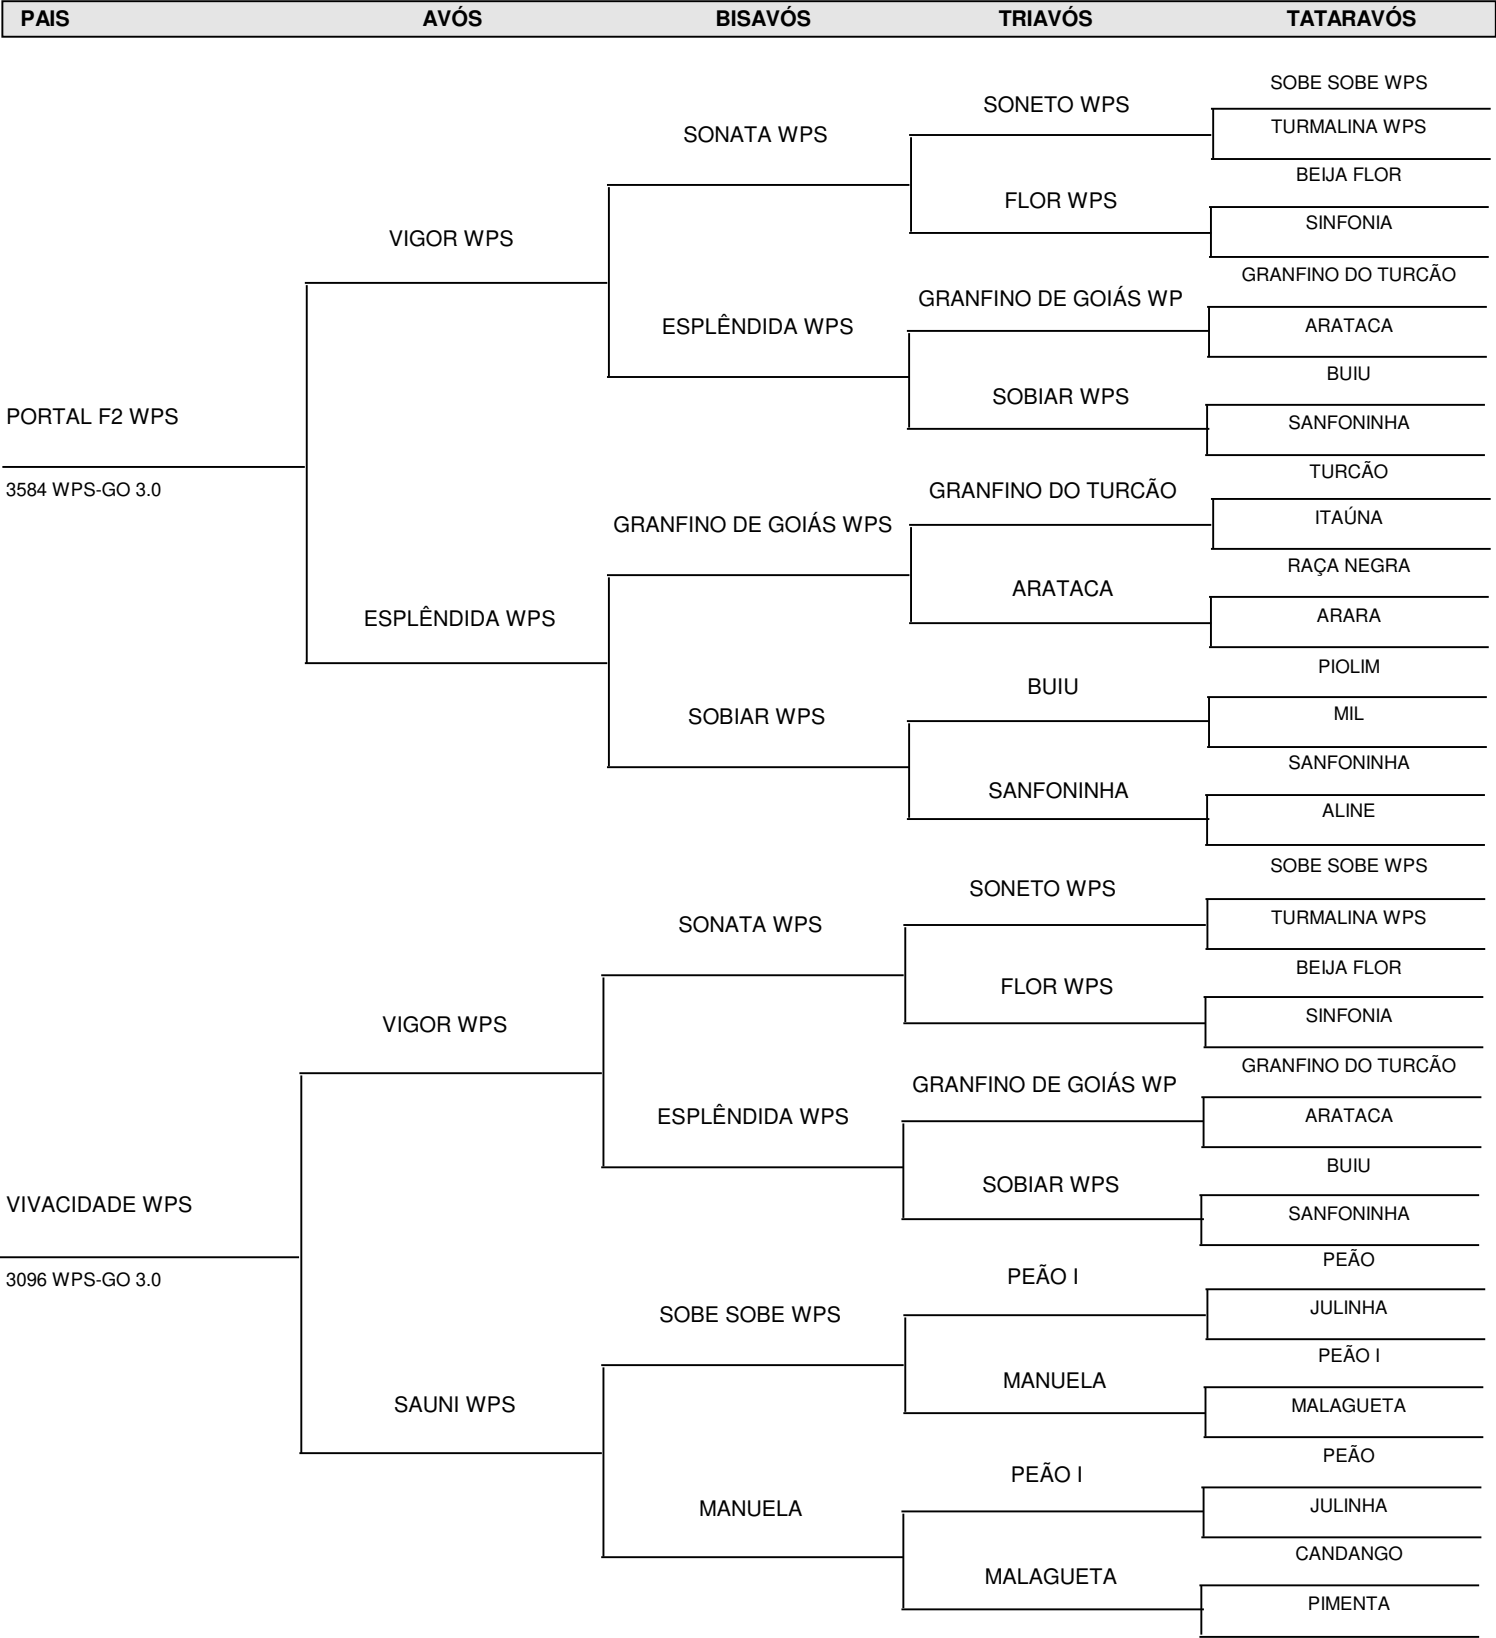 PAIS AVÓS BISAVÓS TRIAVÓS TATARAVÓS
SOBE SOBE WPS
SONETO WPS
TURMALINA WPS
SONATA WPS
BEIJA FLOR
FLOR WPS
SINFONIA
VIGOR WPS
GRANFINO DO TURCÃO
GRANFINO DE GOIÁS WP
ESPLÊNDIDA WPS
ARATACA
BUIU
SOBIAR WPS
PORTAL F2 WPS
SANFONINHA
TURCÃO
3584 WPS-GO 3.0
GRANFINO DO TURCÃO
ITAÚNA
GRANFINO DE GOIÁS WPS
RAÇA NEGRA
ARATACA
ARARA
ESPLÊNDIDA WPS
PIOLIM
BUIU
MIL
SOBIAR WPS
SANFONINHA
SANFONINHA
ALINE
SOBE SOBE WPS
SONETO WPS
TURMALINA WPS
SONATA WPS
BEIJA FLOR
FLOR WPS
SINFONIA
VIGOR WPS
GRANFINO DO TURCÃO
GRANFINO DE GOIÁS WP
ESPLÊNDIDA WPS
ARATACA
BUIU
SOBIAR WPS
VIVACIDADE WPS
SANFONINHA
PEÃO
3096 WPS-GO 3.0
PEÃO I
JULINHA
SOBE SOBE WPS
PEÃO I
MANUELA
MALAGUETA
SAUNI WPS
PEÃO
PEÃO I
JULINHA
MANUELA
CANDANGO
MALAGUETA
PIMENTA